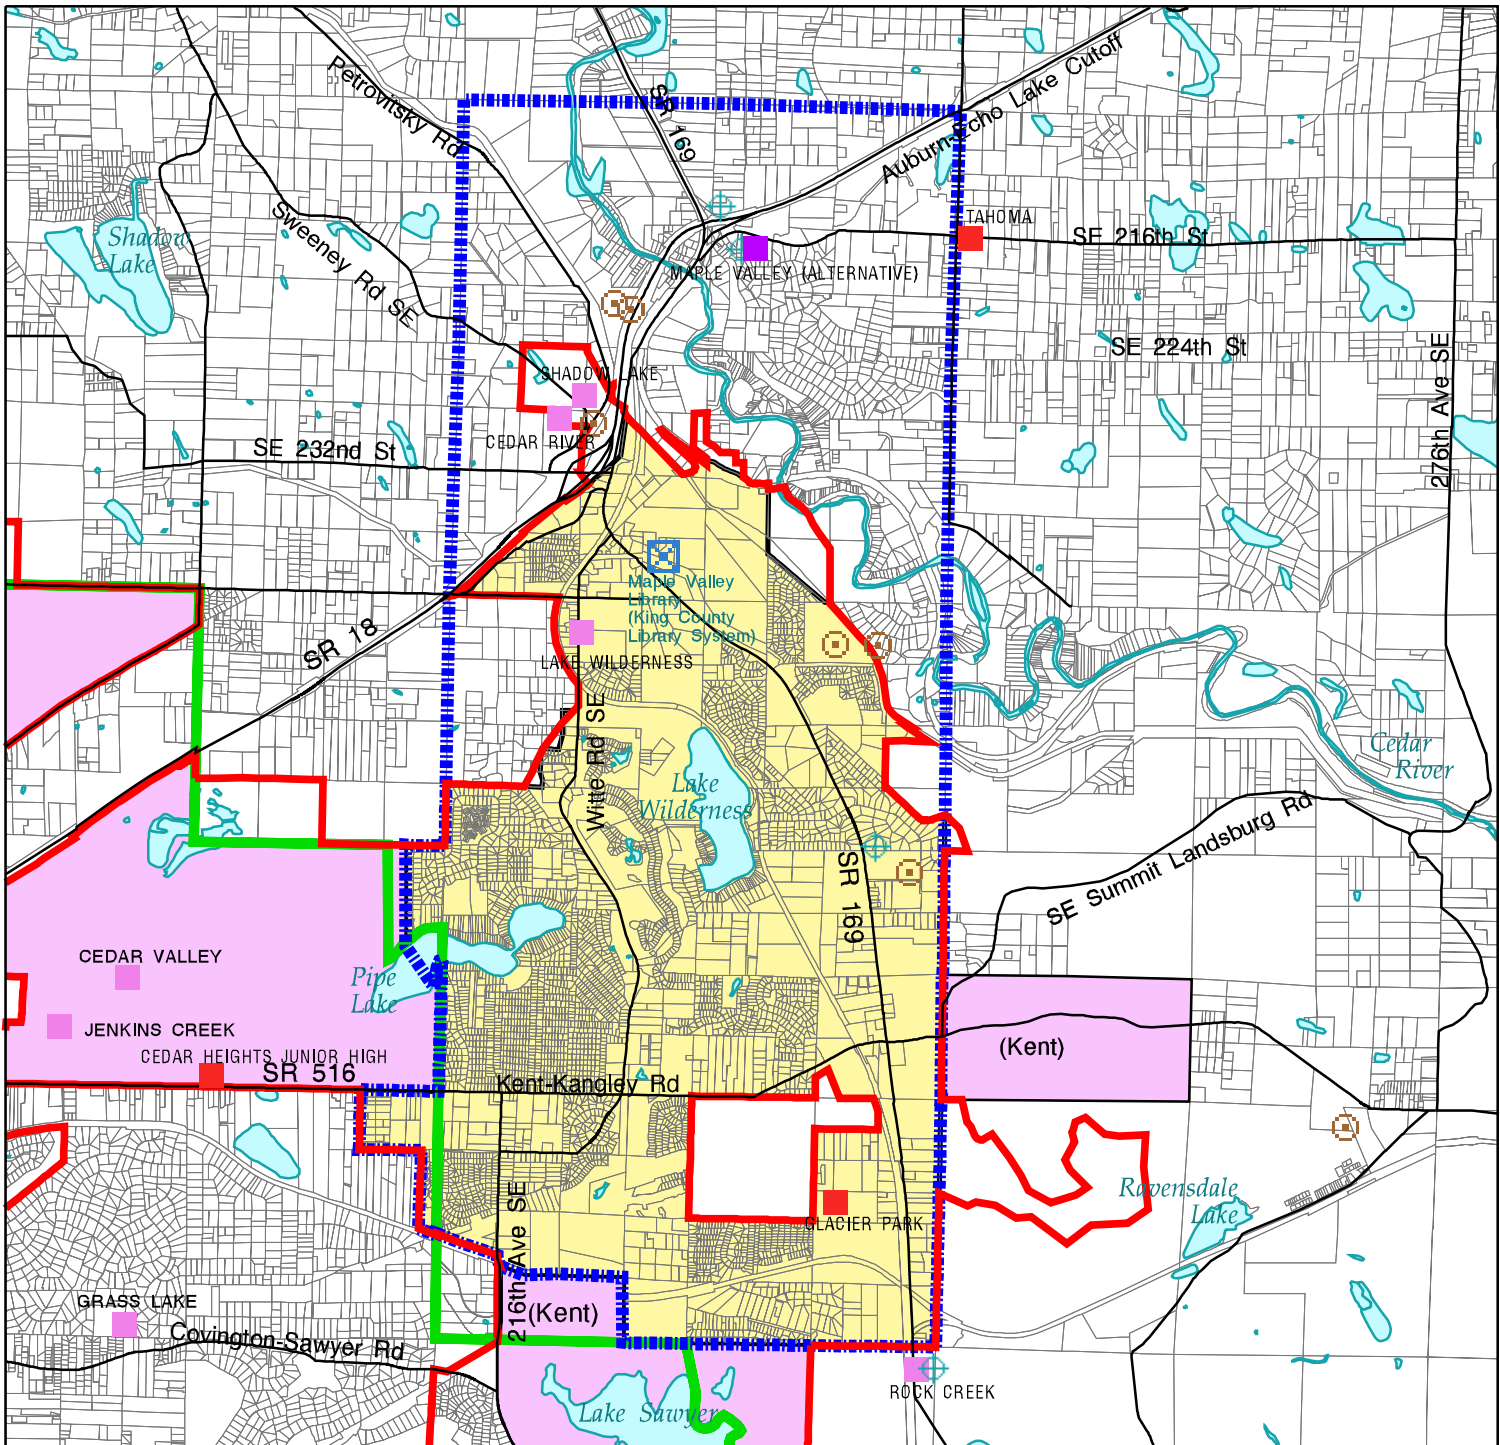 Petrovitsky Rd
SR 169
Auburn-Echo Lake Cutoff
Sweeney Rd SE
Shadow
Lake
TAHOMA
SE 216th St
MAPLE VALLEY (ALTERNATIVE)
SE 224th St
276th Ave SE
SHADOW LAKE
CEDAR RIVER
SE 232nd St
Maple Valley
Library
(King County
Library System)
SR 18
LAKE WILDERNESS
Witte Rd SE
Lake
Wilderness
Cedar
River
SE Summit Landsburg Rd
SR 169
CEDAR VALLEY
Pipe
Lake
JENKINS CREEK
CEDAR HEIGHTS JUNIOR HIGH
SR 516
Kent-Kangley Rd
(Kent)
Ravensdale
Lake
GLACIER PARK
216th Ave SE
GRASS LAKE
(Kent)
Covington-Sawyer Rd
ROCK CREEK
Lake Sawyer